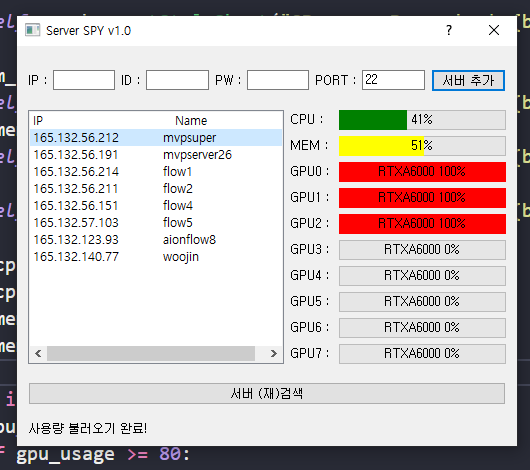 Server SPY v1.0
IP : ID : PW : PORT : 22 서버 추가
IP Name
165.132.56.212 mvpsuper
165.132.56.191 mvpserver26
165.132.56.214 flow1
165.132.56.211 flow2
165.132.56.151 flow4
165.132.57.103 flow5
165.132.123.93 aionflow8
165.132.140.77 woojin
CPU : 41%
MEM : 51%
GPU0 : RTXA6000 100%
GPU1 : RTXA6000 100%
GPU2 : RTXA6000 100%
GPU3 : RTXA6000 0%
GPU4 : RTXA6000 0%
GPU5 : RTXA6000 0%
GPU6 : RTXA6000 0%
GPU7 : RTXA6000 0%
서버 (재)검색
사용량 불러오기 완료!
f gpu_usage >= 80: